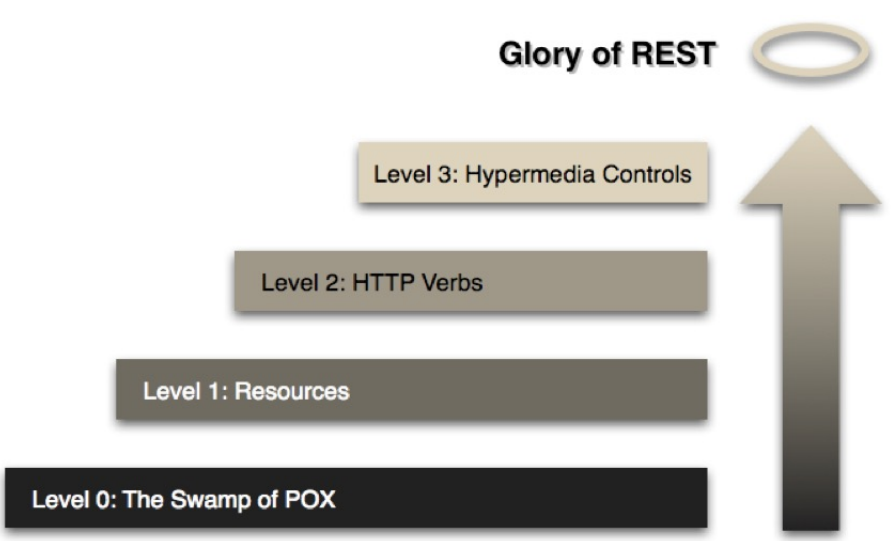 Glory of REST
Level 3: Hypermedia Controls
Level 2: HTTP Verbs
Level 1: Resources
Level 0: The Swamp of POX